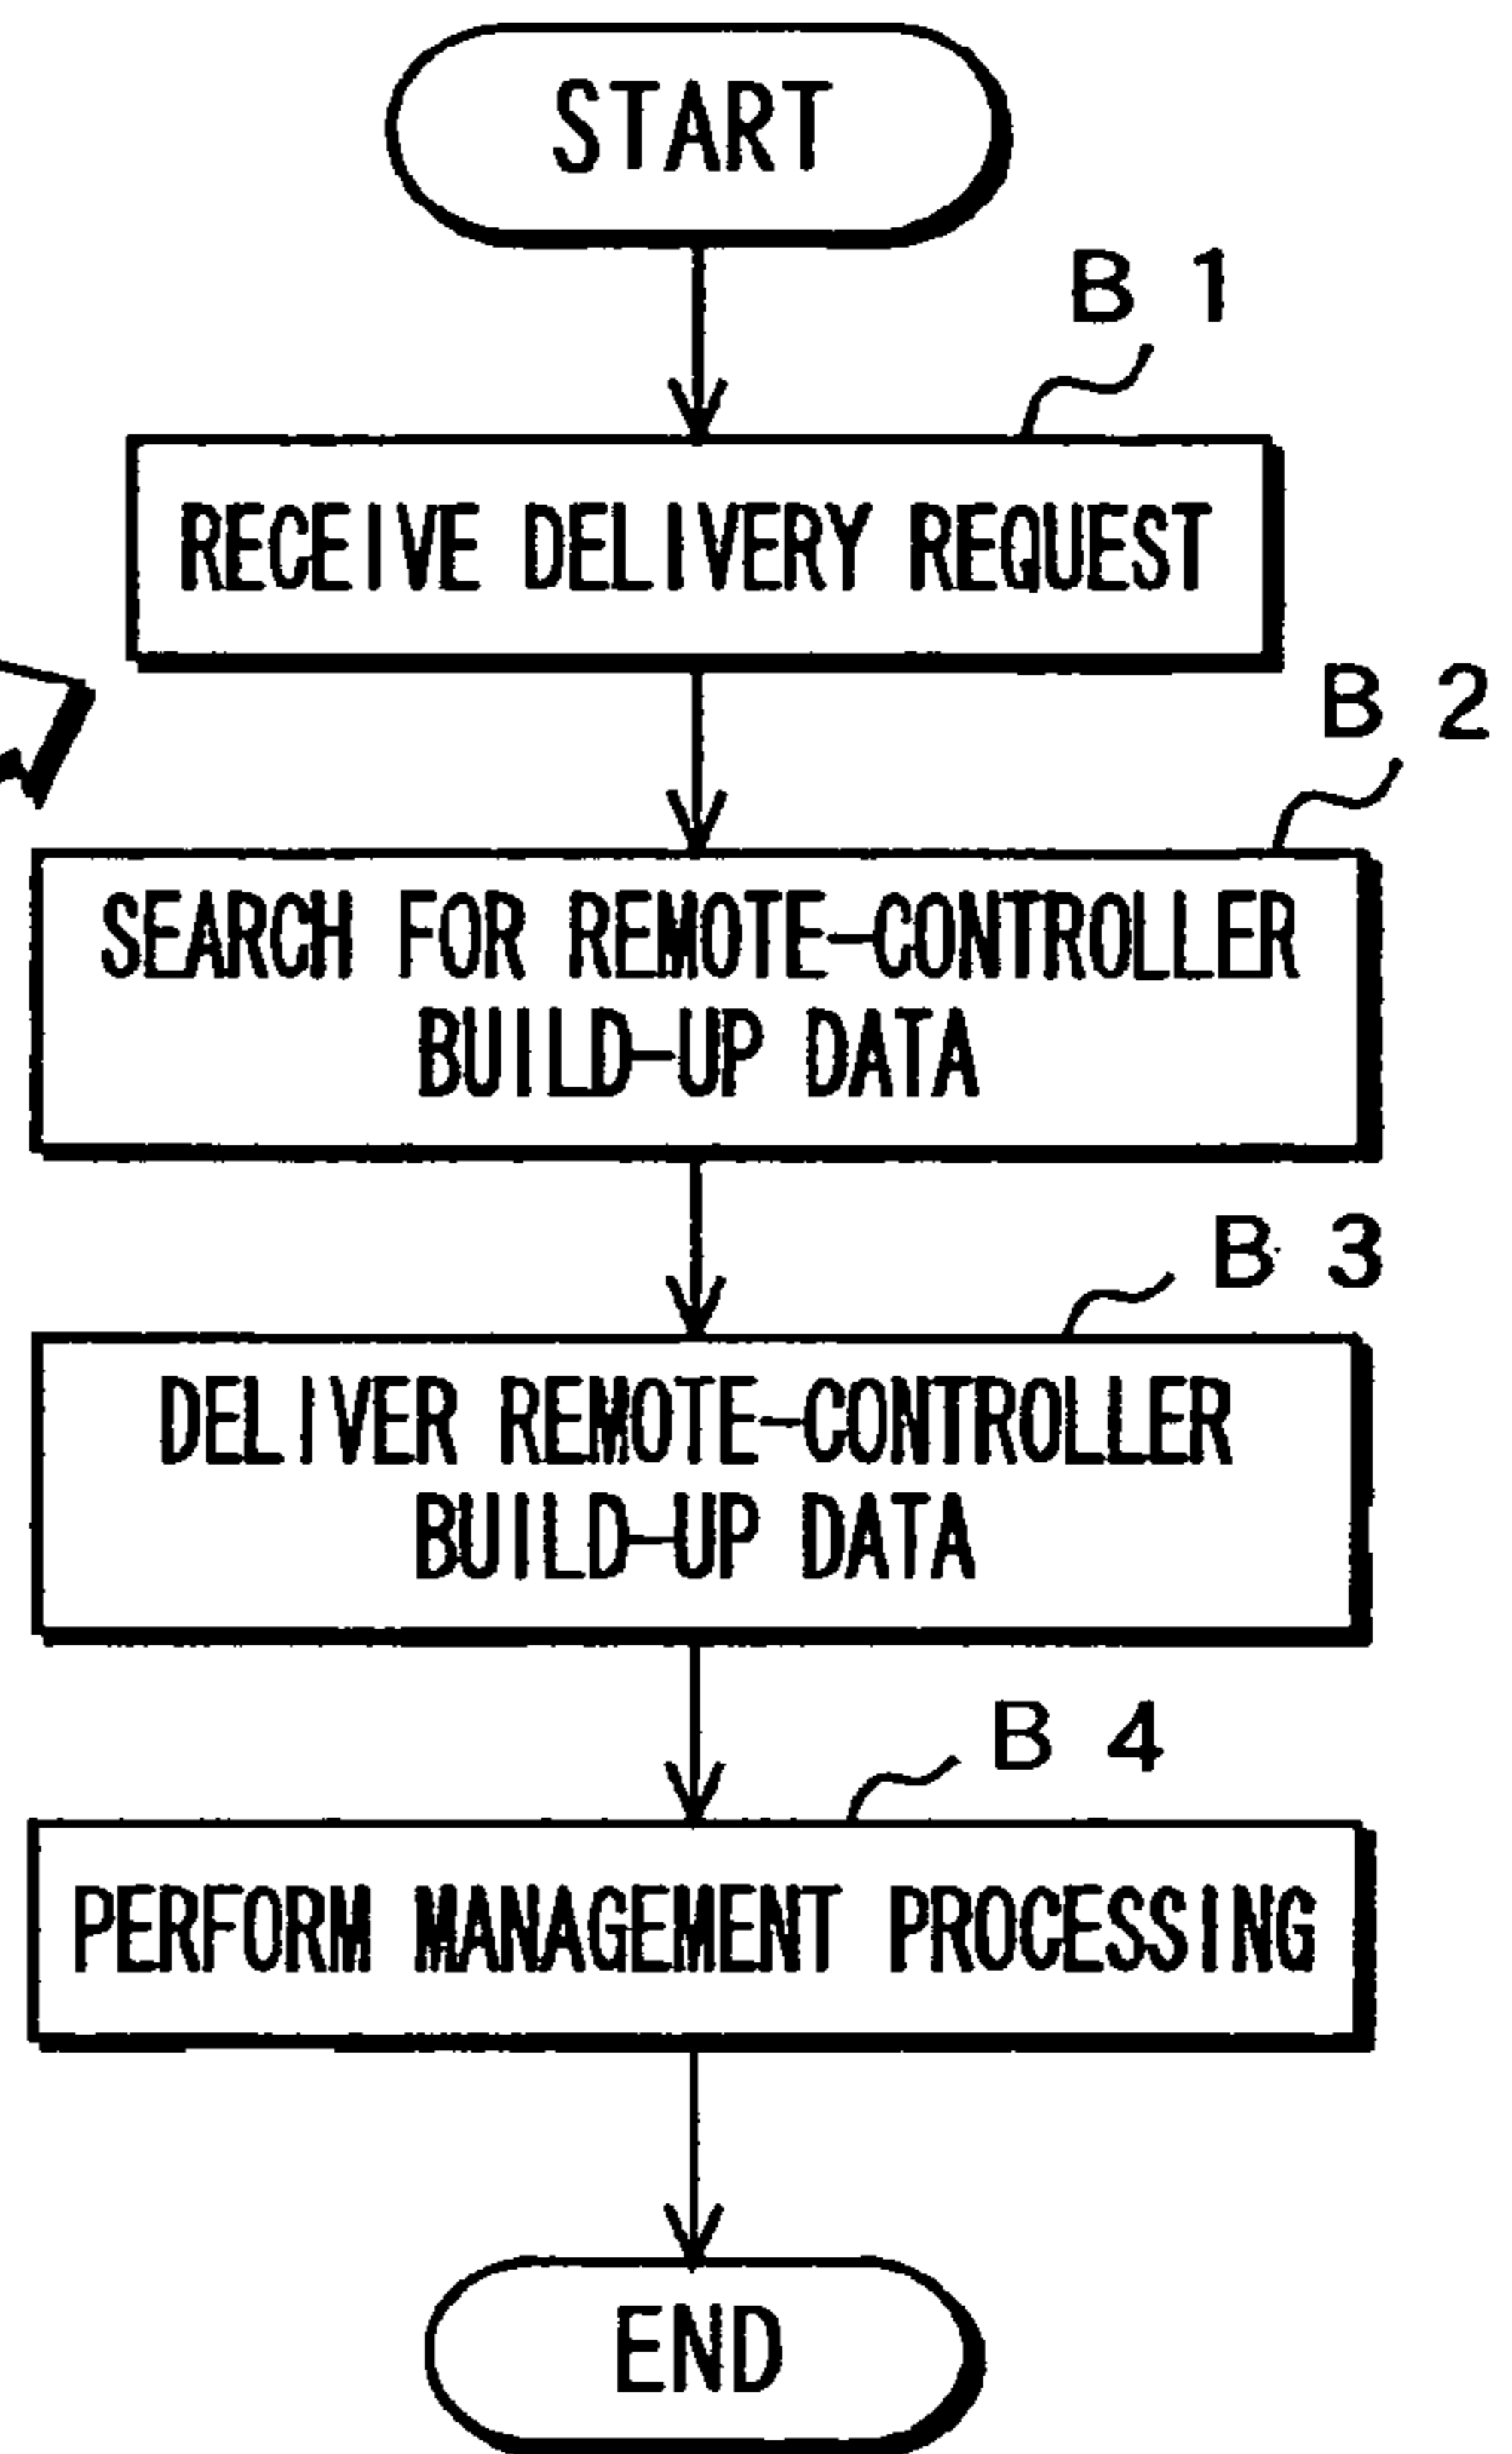 START
B 1
RECEIVE DELIVERY REQUEST
B 2
SEARCH FOR REMOTE-CONTROLLER
BUILD-UP DATA
B 3
DELIVER REMOTE-CONTROLLER
BUILD-UP DATA
B 4
PERFORM MANAGEMENT PROCESSING
END